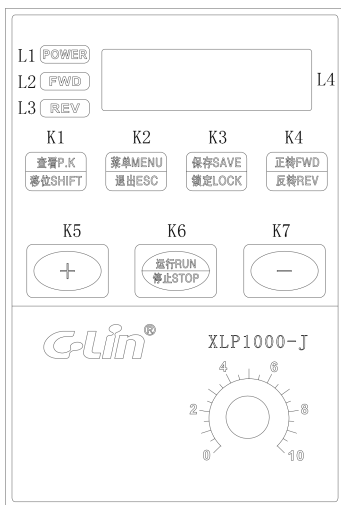 L1 POWER
L2 FWD L4
L3 REV
K1 K2 K3 K4
查看P.K 菜单MENU 保存SAVE 正转FWD
移位SHIFT 退出ESC 锁定LOCK 反转REV
K5 K6 K7
+ 运行RUN −
停止STOP
C-Lin®
XLP1000-J
4 6
2 8
0 10